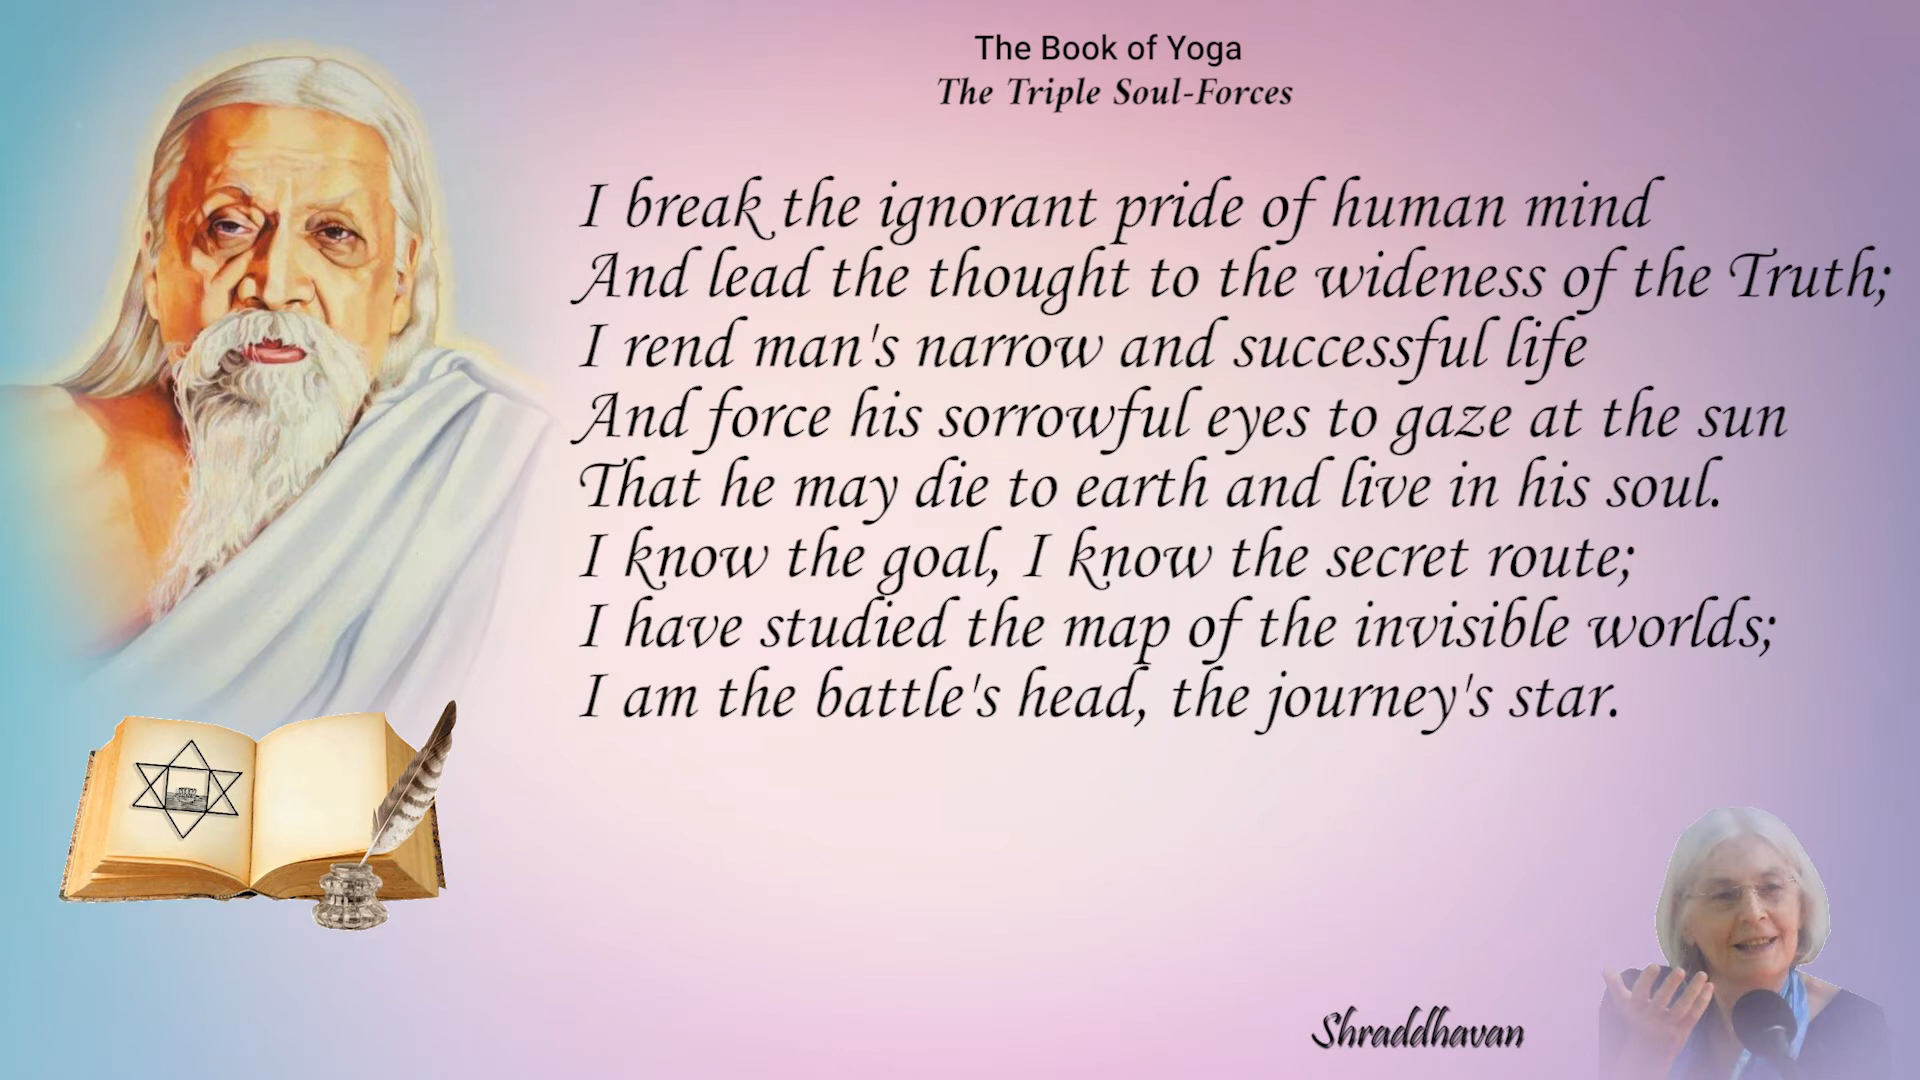 The Book of Yoga
The Triple Soul-Forces
I break the ignorant pride of human mind
And lead the thought to the wideness of the Truth;
I rend man's narrow and successful life
And force his sorrowful eyes to gaze at the sun
That he may die to earth and live in his soul.
I know the goal, I know the secret route;
I have studied the map of the invisible worlds;
I am the battle's head, the journey's star.
Shraddhavan